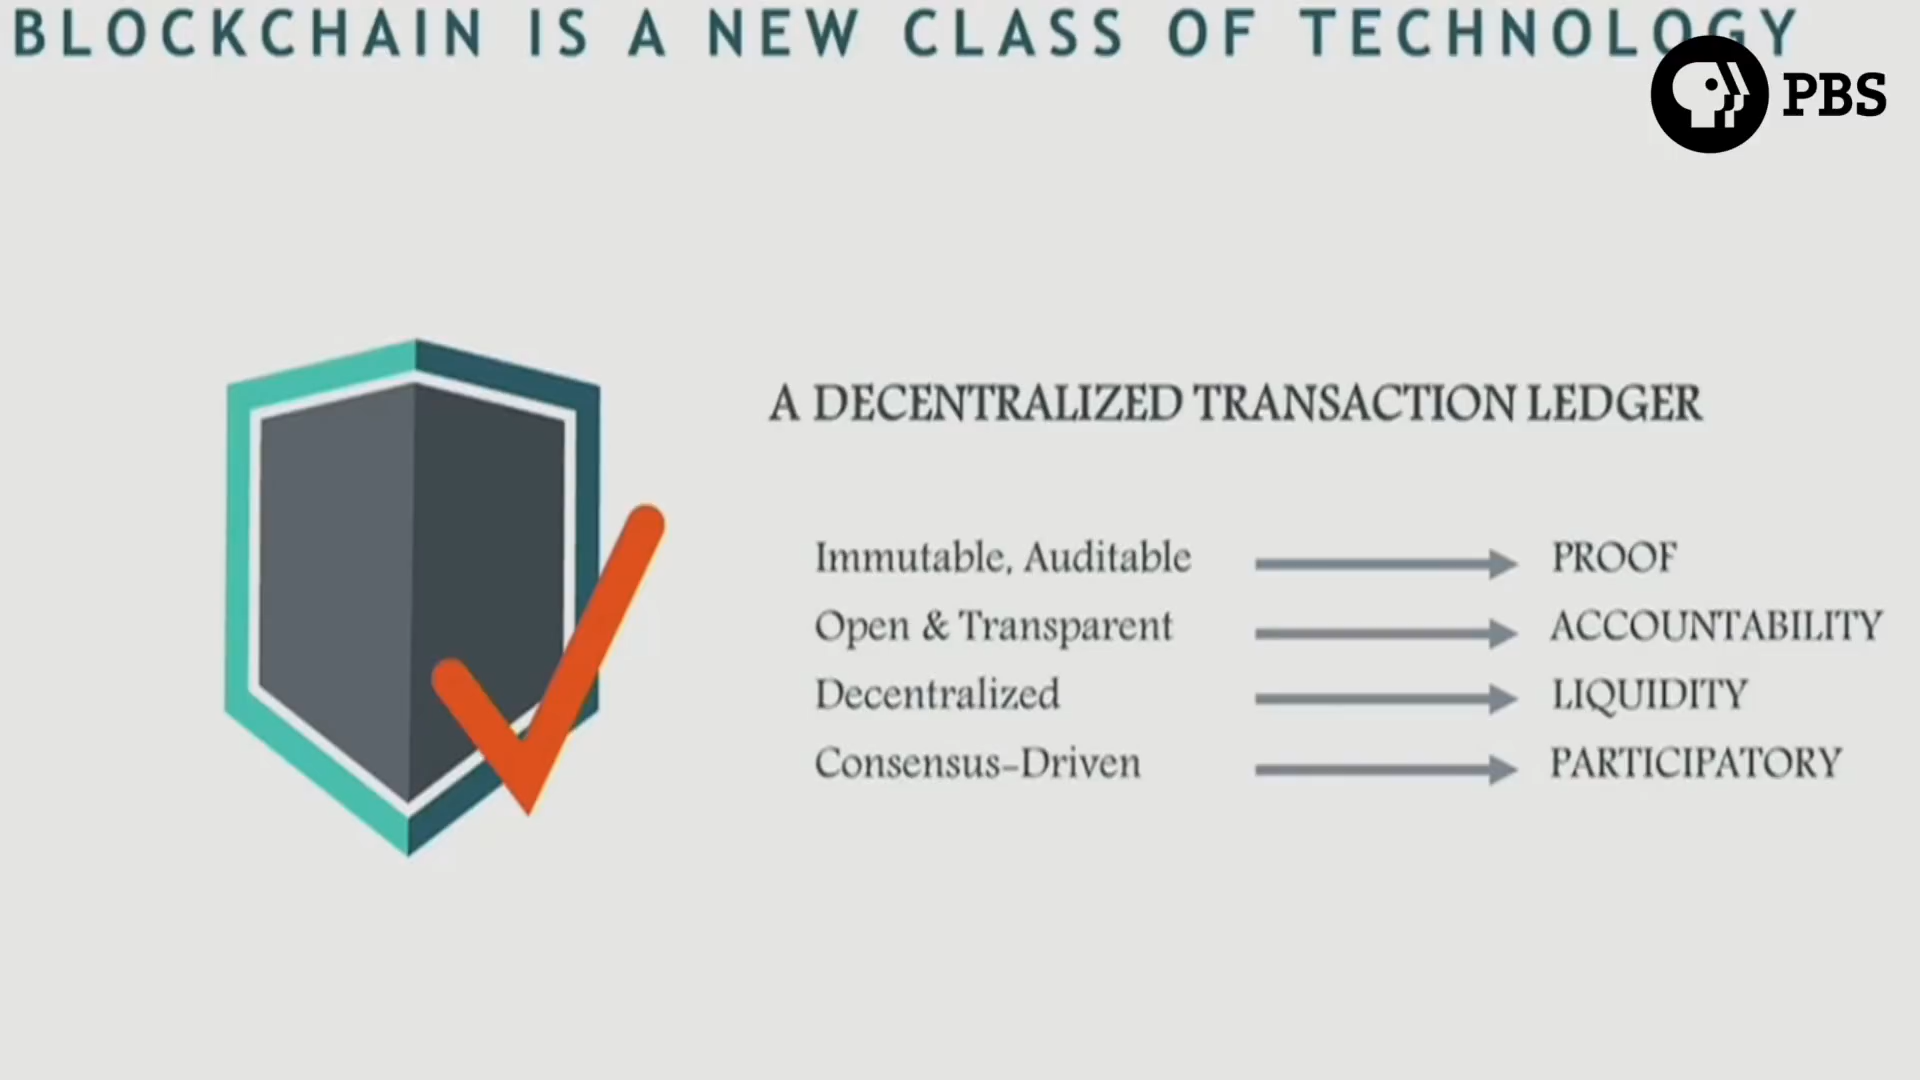 BLOCKCHAIN IS A NEW CLASS OF TECHNOLOGY
PBS
A DECENTRALIZED TRANSACTION LEDGER
Immutable, Auditable PROOF
Open & Transparent ACCOUNTABILITY
Decentralized LIQUIDITY
Consensus-Driven PARTICIPATORY